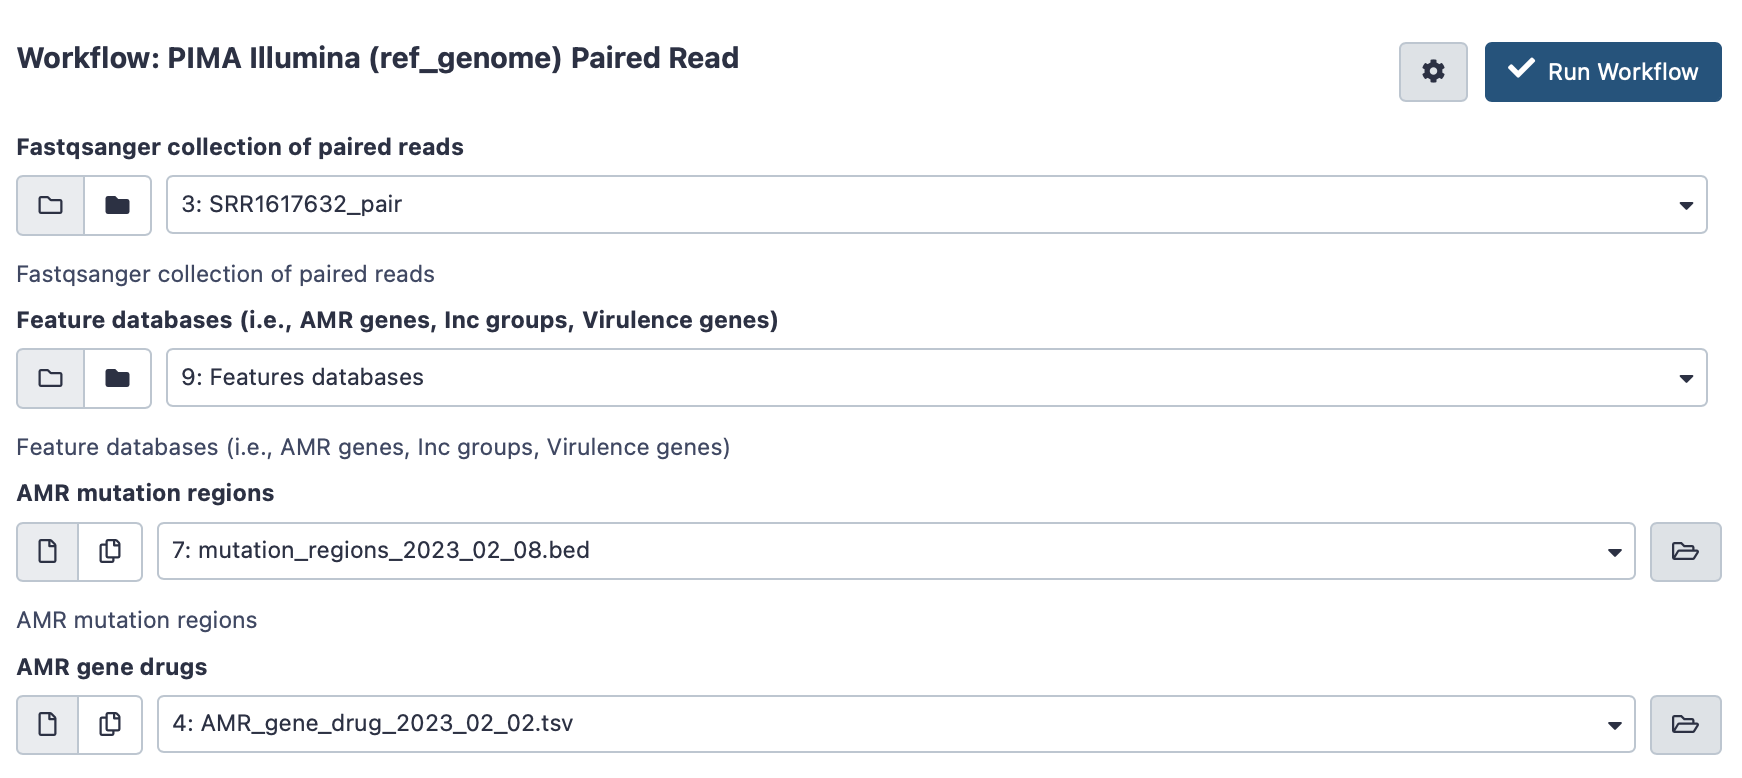 Workflow: PIMA Illumina (ref_genome) Paired Read
Run Workflow
Fastqsanger collection of paired reads
3: SRR1617632_pair
Fastqsanger collection of paired reads
Feature databases (i.e., AMR genes, Inc groups, Virulence genes)
9: Features databases
Feature databases (i.e., AMR genes, Inc groups, Virulence genes)
AMR mutation regions
7: mutation_regions_2023_02_08.bed
AMR mutation regions
AMR gene drugs
4: AMR_gene_drug_2023_02_02.tsv